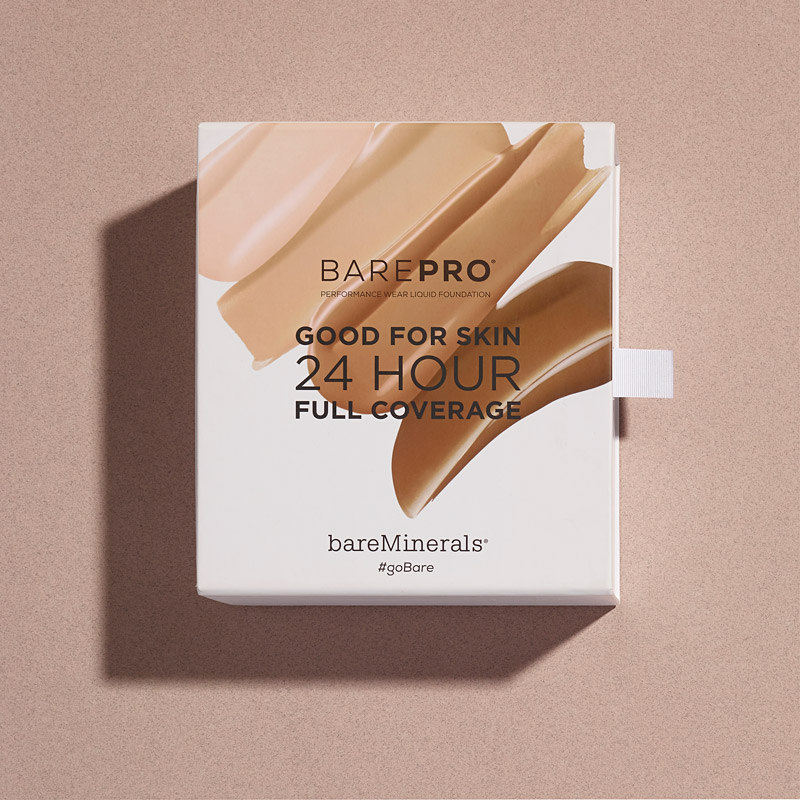 BAREPRO®
PERFORMANCE WEAR LIQUID FOUNDATION
GOOD FOR SKIN
24 HOUR
FULL COVERAGE
bareMinerals®
#goBare